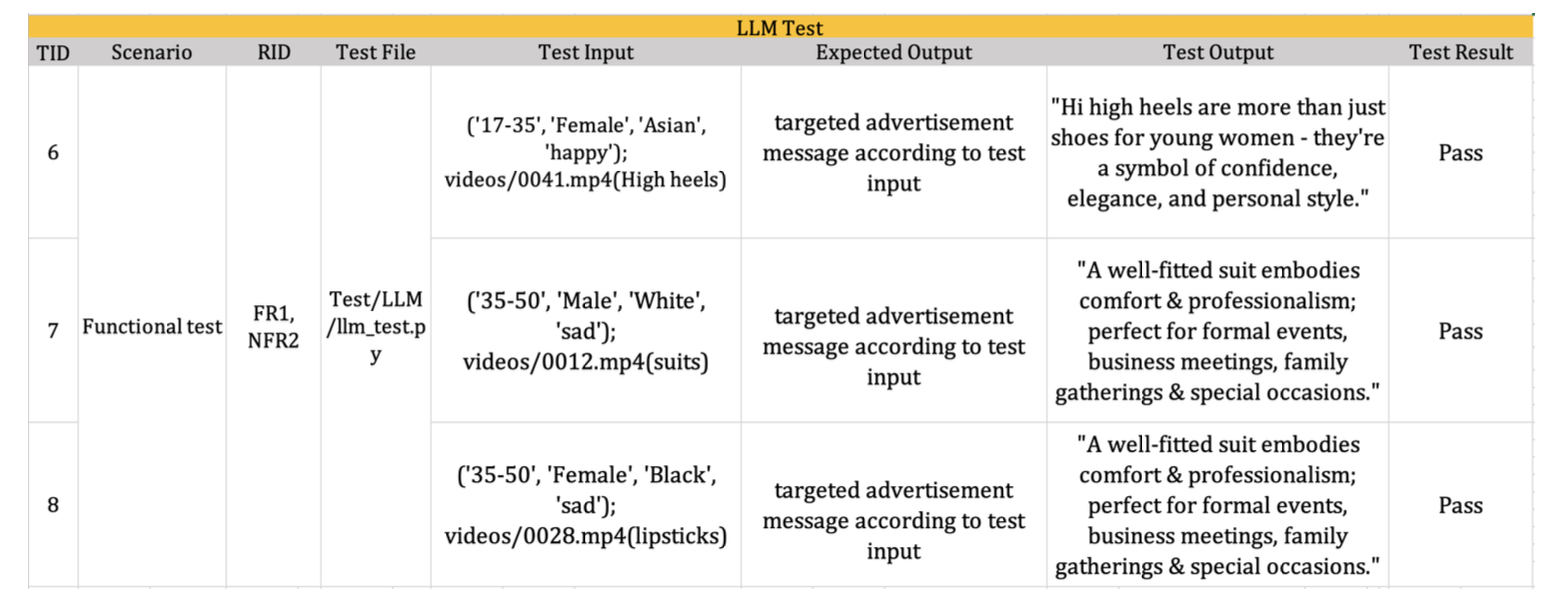 LLM Test
TID Scenario RID Test File Test Input Expected Output Test Output Test Result
6
('17-35', 'Female', 'Asian',
'happy');
videos/0041.mp4(High heels)
targeted advertisement
message according to test
input
"Hi high heels are more than just
shoes for young women - they're
a symbol of confidence,
elegance, and personal style."
Pass
7
Functional test
FR1,
NFR2
Test/LLM
/llm_test.p
y
('35-50', 'Male', 'White',
'sad');
videos/0012.mp4(suits)
targeted advertisement
message according to test
input
"A well-fitted suit embodies
comfort & professionalism;
perfect for formal events,
business meetings, family
gatherings & special occasions."
Pass
8
('35-50', 'Female', 'Black',
'sad');
videos/0028.mp4(lipsticks)
targeted advertisement
message according to test
input
"A well-fitted suit embodies
comfort & professionalism;
perfect for formal events,
business meetings, family
gatherings & special occasions."
Pass